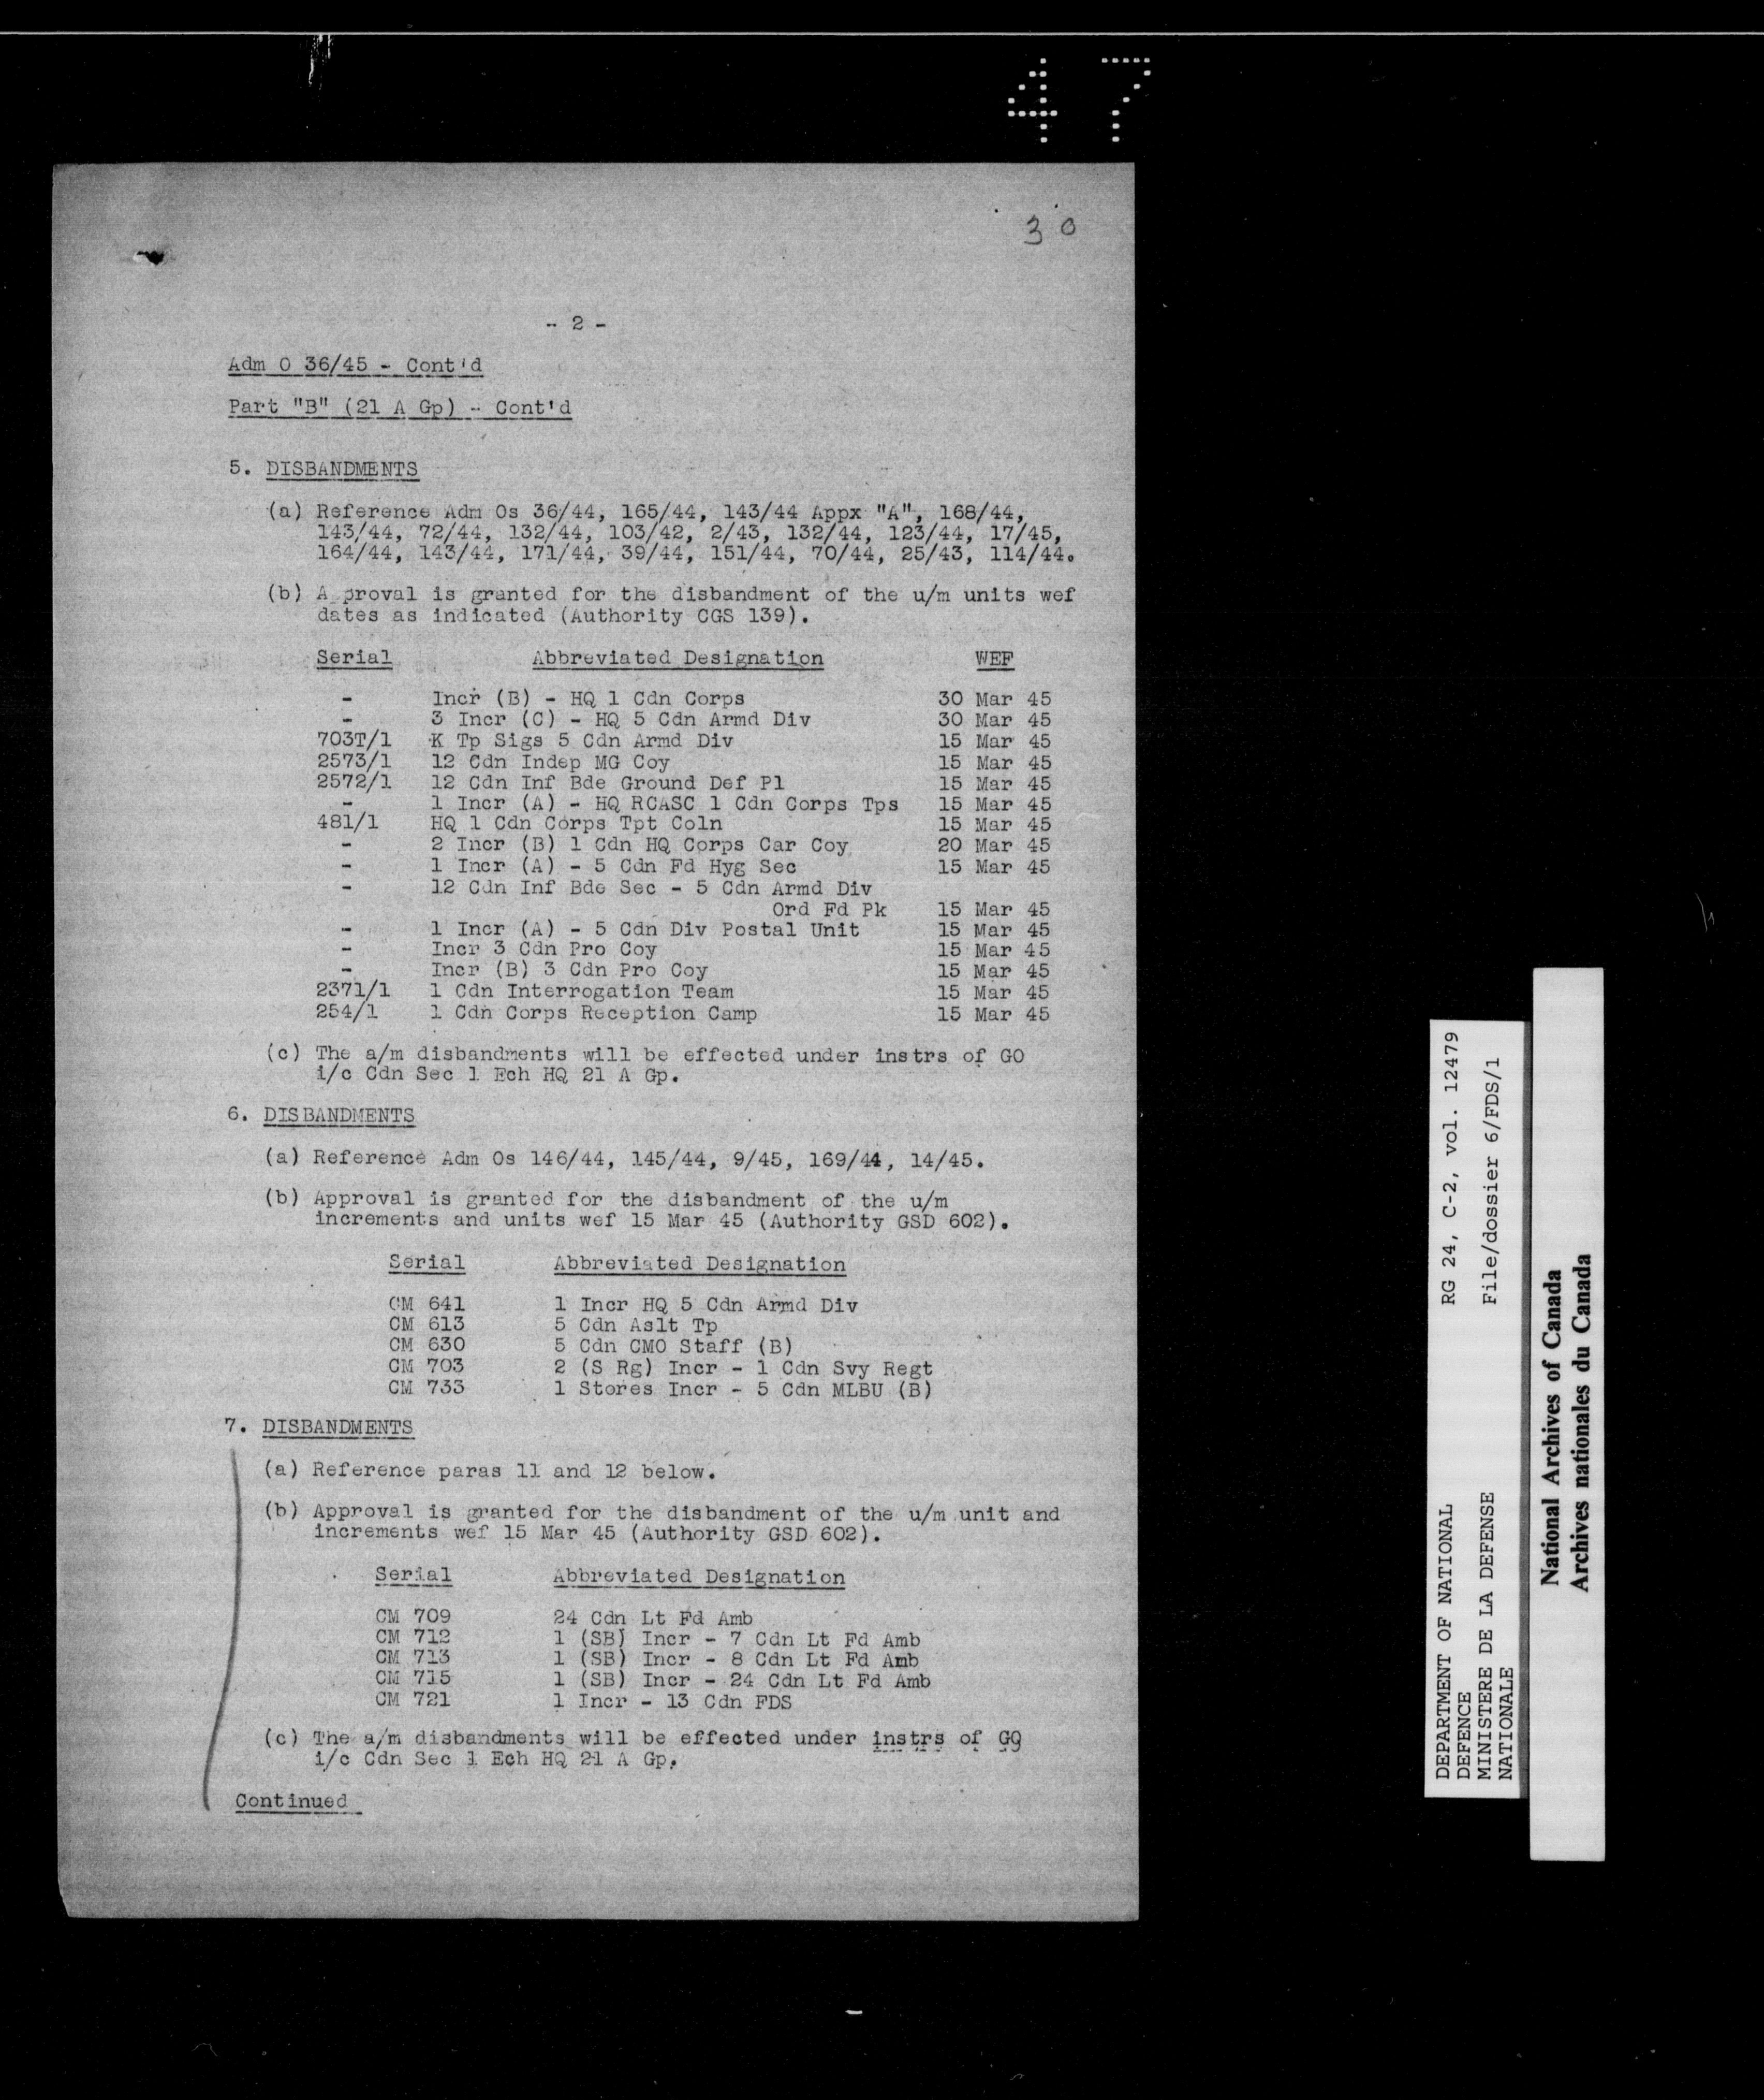 47
30
- 2 -
Adm O 36/45 - Cont'd
Part "B" (21 A Gp) - Cont'd
5. DISBANDMENTS
(a) Reference Adm Os 36/44, 165/44, 143/44 Appx "A", 168/44,
143/44, 72/44, 132/44, 103/42, 2/43, 132/44, 123/44, 17/45,
164/44, 143/44, 171/44, 39/44, 151/44, 70/44, 25/43, 114/44.
(b) Approval is granted for the disbandment of the u/m units wef
dates as indicated (Authority CGS 139).
Serial Abbreviated Designation WEF
- Incr (B) - HQ 1 Cdn Corps 30 Mar 45
- 3 Incr (C) - HQ 5 Cdn Armd Div 30 Mar 45
703T/1 K Tp Sigs 5 Cdn Armd Div 15 Mar 45
2573/1 12 Cdn Indep MG Coy 15 Mar 45
2572/1 12 Cdn Inf Bde Ground Def Pl 15 Mar 45
- 1 Incr (A) - HQ RCASC 1 Cdn Corps Tps 15 Mar 45
481/1 HQ 1 Cdn Corps Tpt Coln 15 Mar 45
- 2 Incr (B) 1 Cdn HQ Corps Car Coy 20 Mar 45
- 1 Incr (A) - 5 Cdn Fd Hyg Sec 15 Mar 45
- 12 Cdn Inf Bde Sec - 5 Cdn Armd Div
Ord Fd Pk 15 Mar 45
- 1 Incr (A) - 5 Cdn Div Postal Unit 15 Mar 45
- Incr 3 Cdn Pro Coy 15 Mar 45
- Incr (B) 3 Cdn Pro Coy 15 Mar 45
2371/1 1 Cdn Interrogation Team 15 Mar 45
254/1 1 Cdn Corps Reception Camp 15 Mar 45
(c) The a/m disbandments will be effected under instrs of GO
i/c Cdn Sec 1 Ech HQ 21 A Gp.
6. DISBANDMENTS
(a) Reference Adm Os 146/44, 145/44, 9/45, 169/44, 14/45.
(b) Approval is granted for the disbandment of the u/m
increments and units wef 15 Mar 45 (Authority GSD 602).
Serial Abbreviated Designation
CM 641 1 Incr HQ 5 Cdn Armd Div
CM 613 5 Cdn Aslt Tp
CM 630 5 Cdn CMO Staff (B)
CM 703 2 (S Rg) Incr - 1 Cdn Svy Regt
CM 733 1 Stores Incr - 5 Cdn MLBU (B)
7. DISBANDMENTS
(a) Reference paras 11 and 12 below.
(b) Approval is granted for the disbandment of the u/m unit and
increments wef 15 Mar 45 (Authority GSD 602).
Serial Abbreviated Designation
CM 709 24 Cdn Lt Fd Amb
CM 712 1 (SB) Incr - 7 Cdn Lt Fd Amb
CM 713 1 (SB) Incr - 8 Cdn Lt Fd Amb
CM 715 1 (SB) Incr - 24 Cdn Lt Fd Amb
CM 721 1 Incr - 13 Cdn FDS
(c) The a/m disbandments will be effected under instrs of GO
i/c Cdn Sec 1 Ech HQ 21 A Gp.
Continued
DEPARTMENT OF NATIONAL RG 24, C-2, vol. 12479
DEFENCE
MINISTERE DE LA DEFENSE File/dossier 6/FDS/1
NATIONALE
National Archives of Canada
Archives nationales du Canada